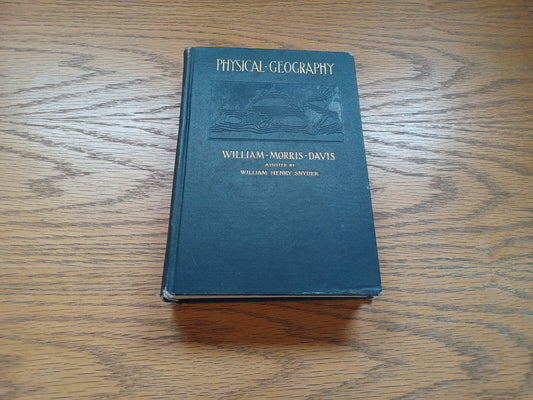 PHYSICAL-GEOGRAPHY
WILLIAM-MORRIS-DAVIS
ASSISTED BY
WILLIAM HENRY SNYDER